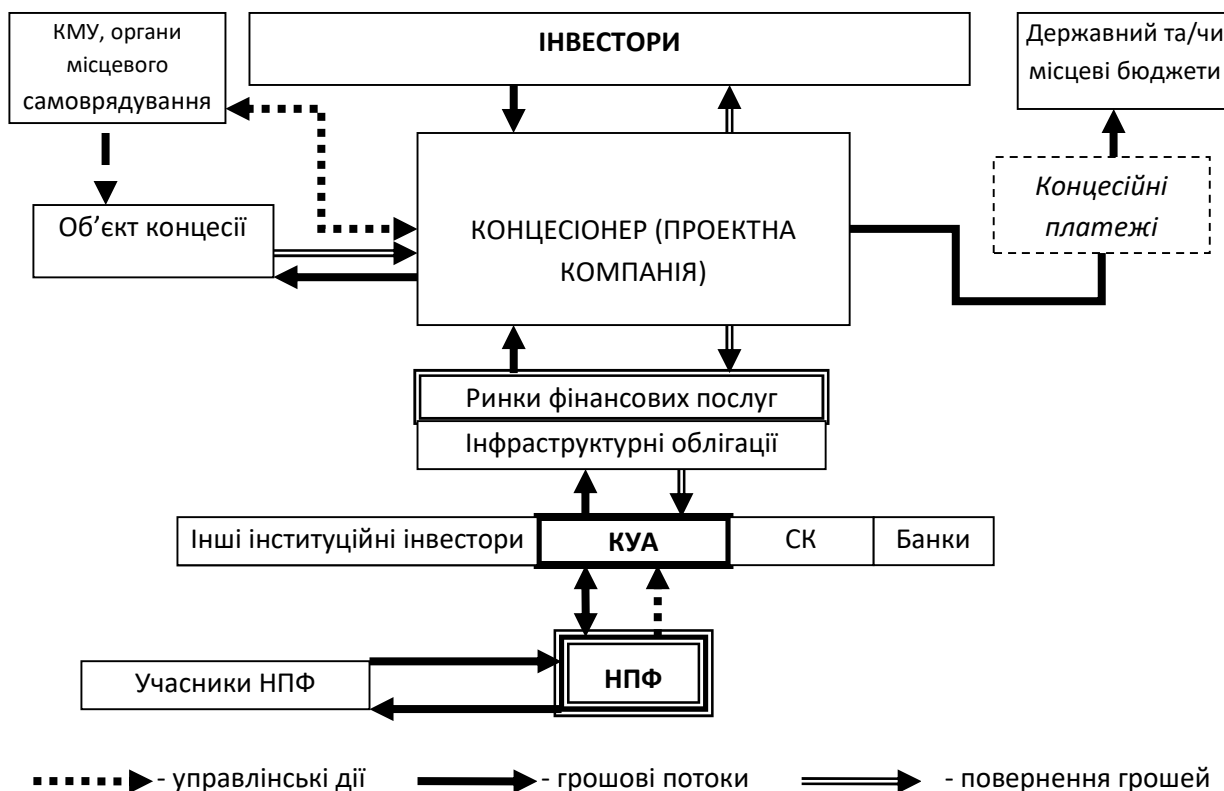 КМУ, органи
місцевого
самоврядування
ІНВЕСТОРИ
Державний та/чи
місцеві бюджети
Об’єкт концесії
КОНЦЕСІОНЕР (ПРОЕКТНА
КОМПАНІЯ)
Концесійні
платежі
Ринки фінансових послуг
Інфраструктурні облігації
Інші інституційні інвестори
КУА
СК
Банки
Учасники НПФ
НПФ
- управлінські дії
- грошові потоки
- повернення грошей